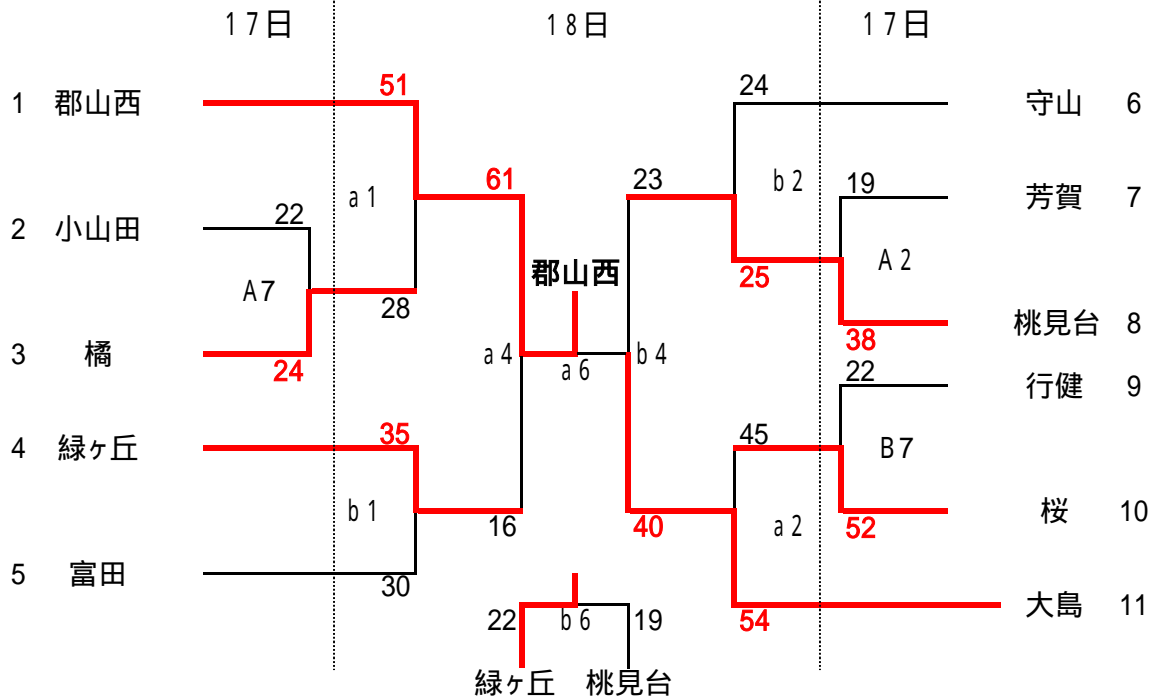 17日 18日 17日
51 24
1 郡山西 守山 6
61 23
a1 b2 19
22 芳賀 7
2 小山田 A2
郡山西 25
A7 28 桃見台 8
38
3 橘 a4 b4
24 a6 22
行健 9
35 45
4 緑ヶ丘 B7
b1 16 40 a2 52 桜 10
5 富田 30
大島 11
22 b6 19 54
緑ヶ丘 桃見台